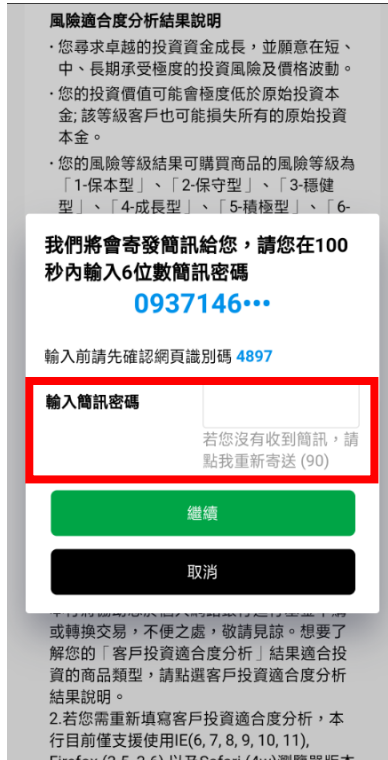 風險適合度分析結果說明
·您尋求卓越的投資資金成長，並願意在短、
中、長期承受極度的投資風險及價格波動。
·您的投資價值可能會極度低於原始投資本
金;該等級客戶也可能損失所有的原始投資
本金。
·您的風險等級結果可購買商品的風險等級為
「1-保本型」、「2-保守型」、「3-穩健
型」、「4-成長型」、「5-積極型」、「6-
我們將會寄發簡訊給您，請您在100
秒內輸入6位數簡訊密碼
0937146•••
輸入前請先確認網頁識別碼 4897
輸入簡訊密碼
若您沒有收到簡訊，請
點我重新寄送 (90)
繼續
取消
或轉換交易，不便之處，敬請見諒。想要了
解您的「客戶投資適合度分析」結果適合投
資的商品類型，請點選客戶投資適合度分析
結果說明。
2.若您需重新填寫客戶投資適合度分析，本
行目前僅支援使用IE(6, 7, 8, 9, 10, 11),